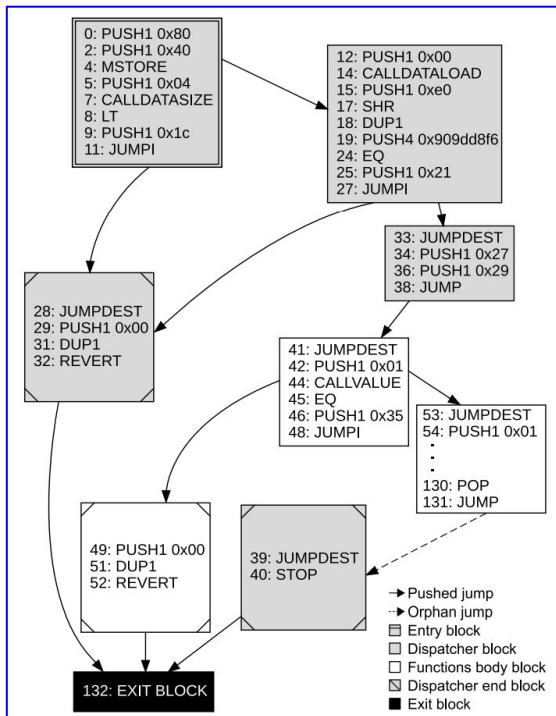 0: PUSH1 0x80
2: PUSH1 0x40
4: MSTORE
5: PUSH1 0x04
7: CALLDATASIZE
8: LT
9: PUSH1 0x1c
11: JUMPI
12: PUSH1 0x00
14: CALLDATALOAD
15: PUSH1 0xe0
17: SHR
18: DUP1
19: PUSH4 0x909dd8f6
24: EQ
25: PUSH1 0x21
27: JUMPI
33: JUMPDEST
34: PUSH1 0x27
36: PUSH1 0x29
38: JUMP
28: JUMPDEST
29: PUSH1 0x00
31: DUP1
32: REVERT
41: JUMPDEST
42: PUSH1 0x01
44: CALLVALUE
45: EQ
46: PUSH1 0x35
48: JUMPI
53: JUMPDEST
54: PUSH1 0x01
.
.
.
130: POP
131: JUMP
49: PUSH1 0x00
51: DUP1
52: REVERT
39: JUMPDEST
40: STOP
132: EXIT BLOCK
Pushed jump
Orphan jump
Entry block
Dispatcher block
Functions body block
Dispatcher end block
Exit block